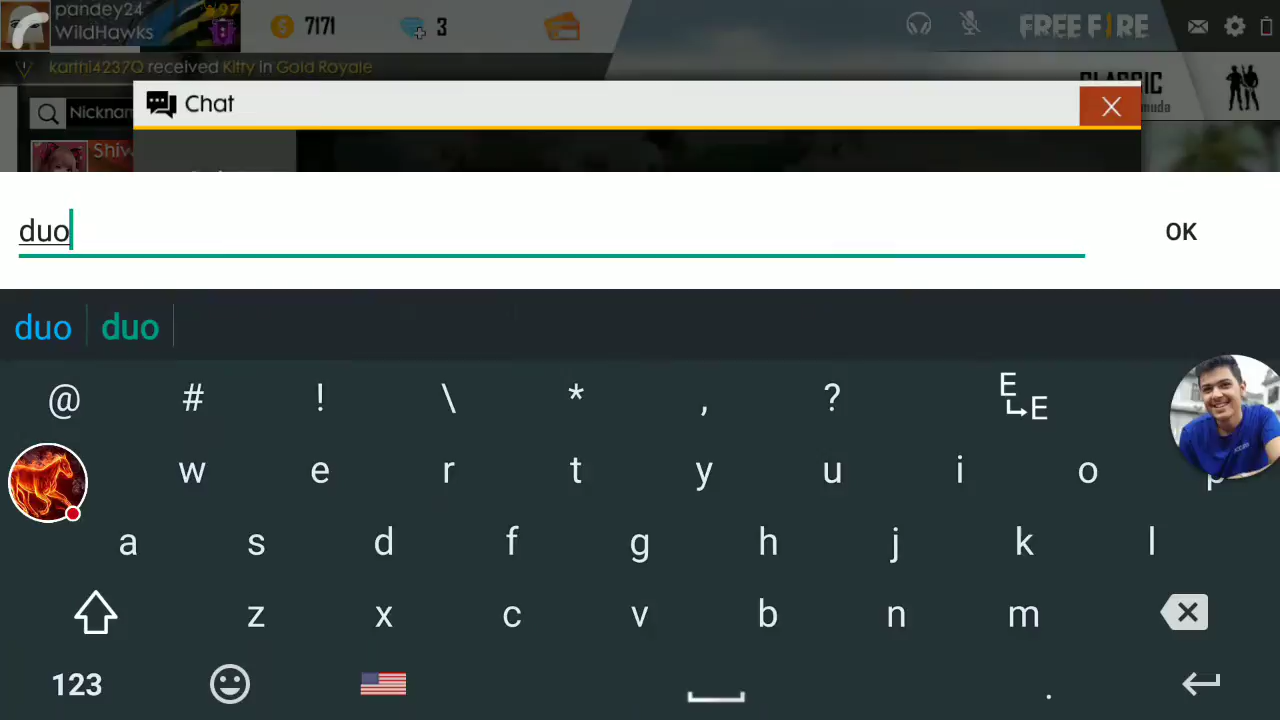 pandey24
WildHawks
97
7171
3
FREE FIRE
karthi4237Q received Kitty in Gold Royale
CLASSIC
Chat
X
duo
OK
duo duo
@ # ! \ * , ? E E
w e r t y u i o p
a s d f g h j k l
z x c v b n m
123 .